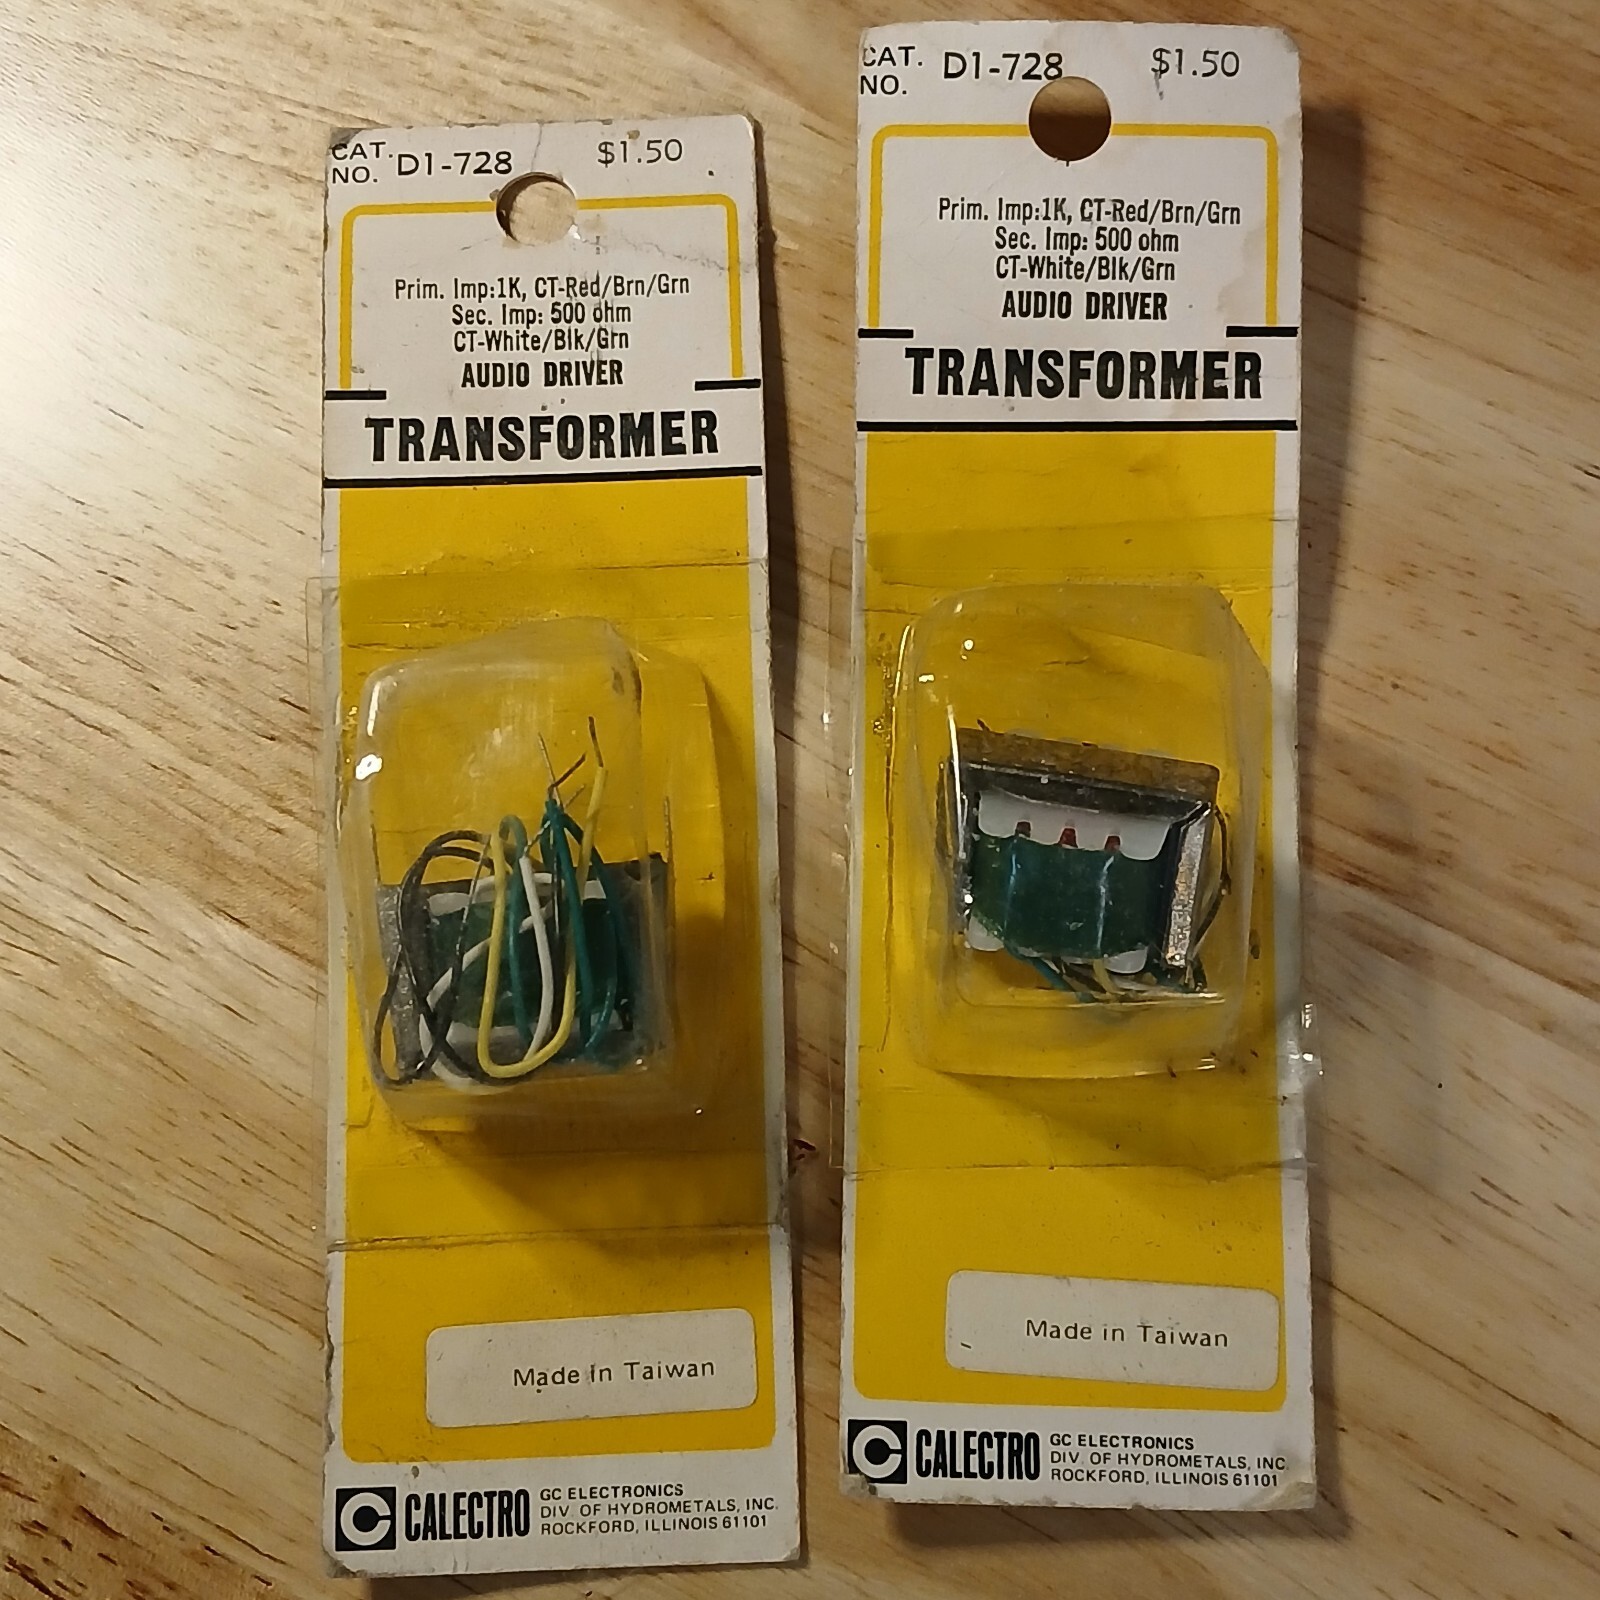 CAT. NO. D1-728 $1.50
Prim. Imp:1K, CT-Red/Brn/Grn
Sec. Imp: 500 ohm
CT-White/Blk/Grn
AUDIO DRIVER
TRANSFORMER
Made in Taiwan
CALECTRO
GC ELECTRONICS
DIV. OF HYDROMETALS, INC.
ROCKFORD, ILLINOIS 61101
CAT. NO. D1-728 $1.50
Prim. Imp:1K, CT-Red/Brn/Grn
Sec. Imp: 500 ohm
CT-White/Blk/Grn
AUDIO DRIVER
TRANSFORMER
Made in Taiwan
CALECTRO
GC ELECTRONICS
DIV. OF HYDROMETALS, INC.
ROCKFORD, ILLINOIS 61101